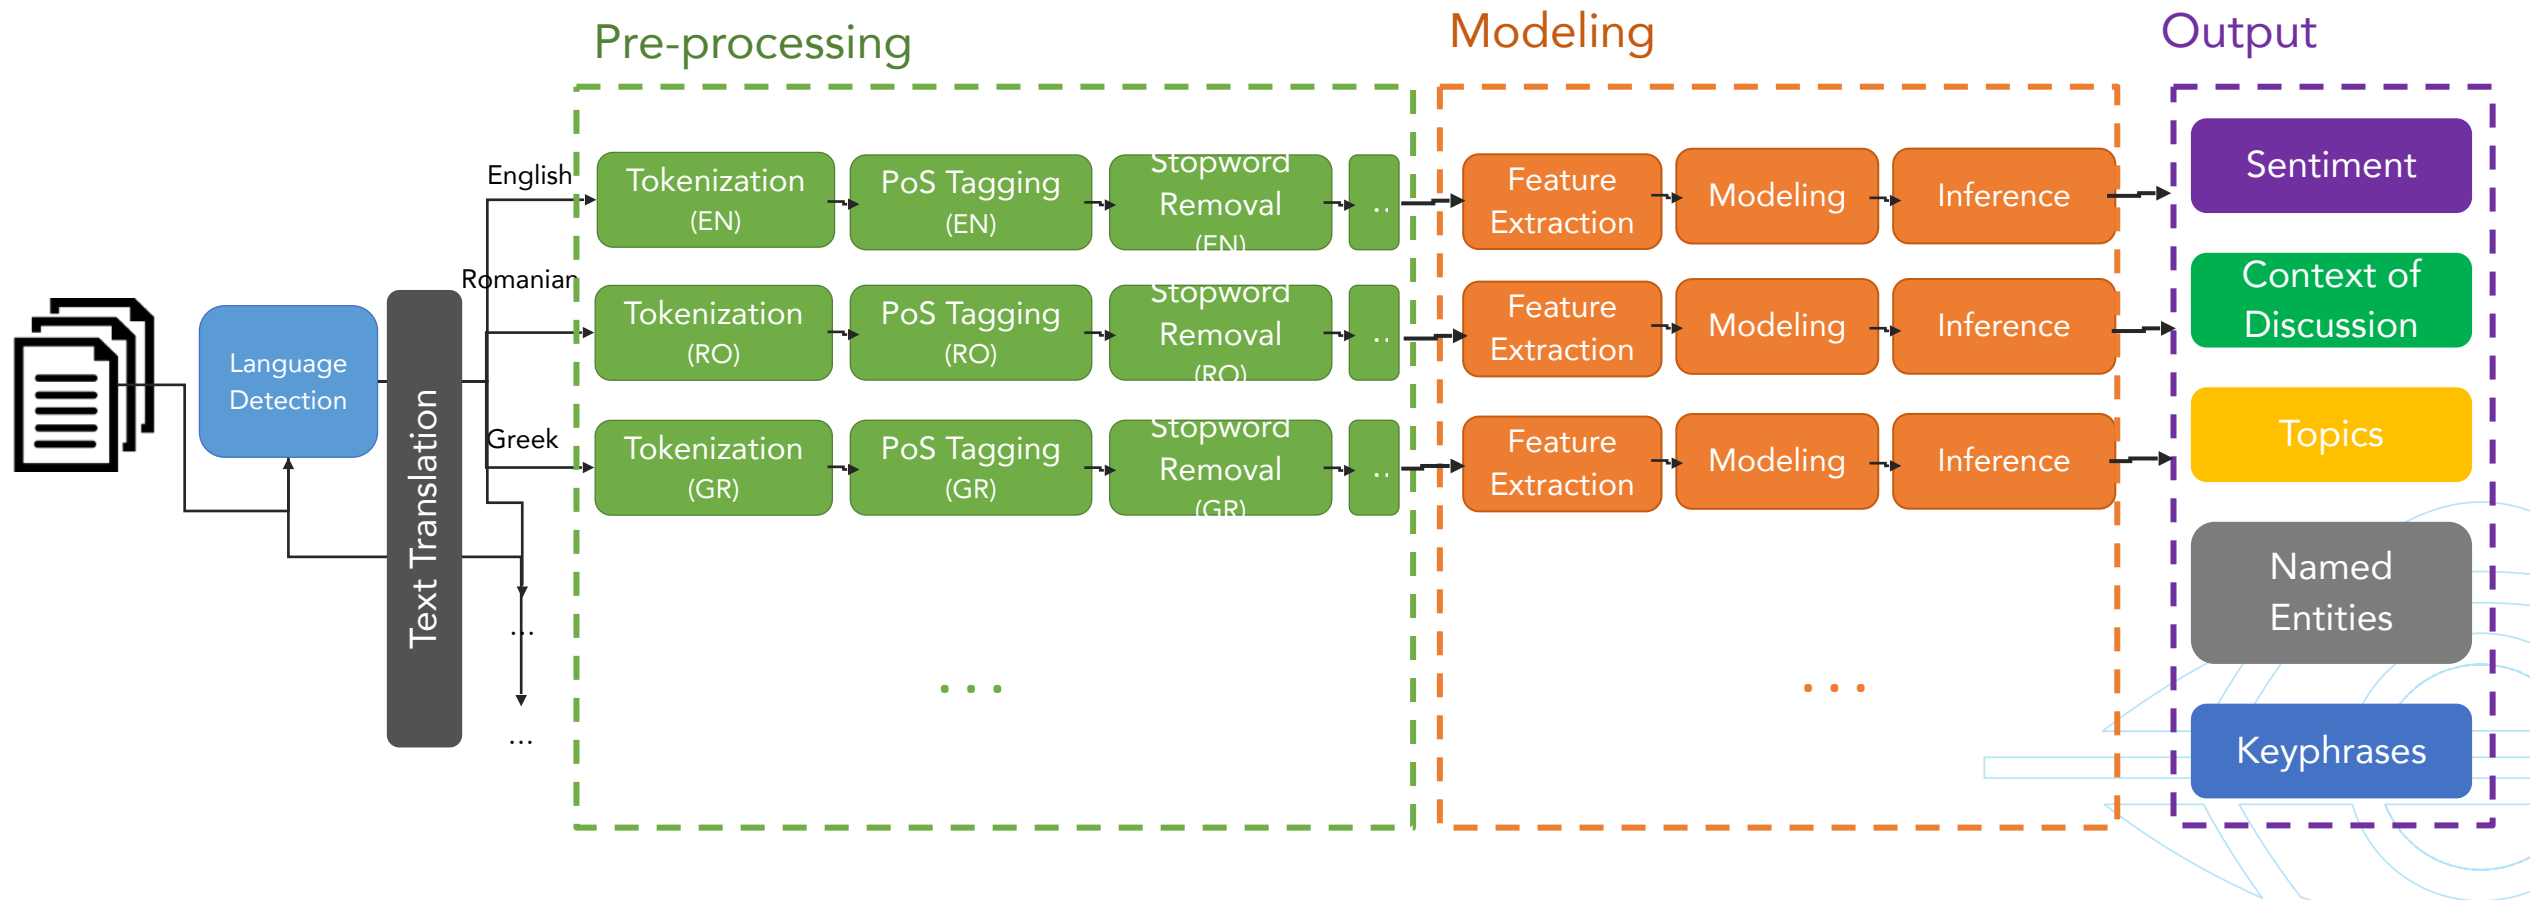 Pre-processing
Modeling
Output
Language
Detection
Text Translation
English
Romanian
Greek
...
...
Tokenization
(EN)
PoS Tagging
(EN)
Stopword
Removal
(EN)
..
Tokenization
(RO)
PoS Tagging
(RO)
Stopword
Removal
(RO)
..
Tokenization
(GR)
PoS Tagging
(GR)
Stopword
Removal
(GR)
..
...
Feature
Extraction
Modeling
Inference
Feature
Extraction
Modeling
Inference
Feature
Extraction
Modeling
Inference
...
Sentiment
Context of
Discussion
Topics
Named
Entities
Keyphrases